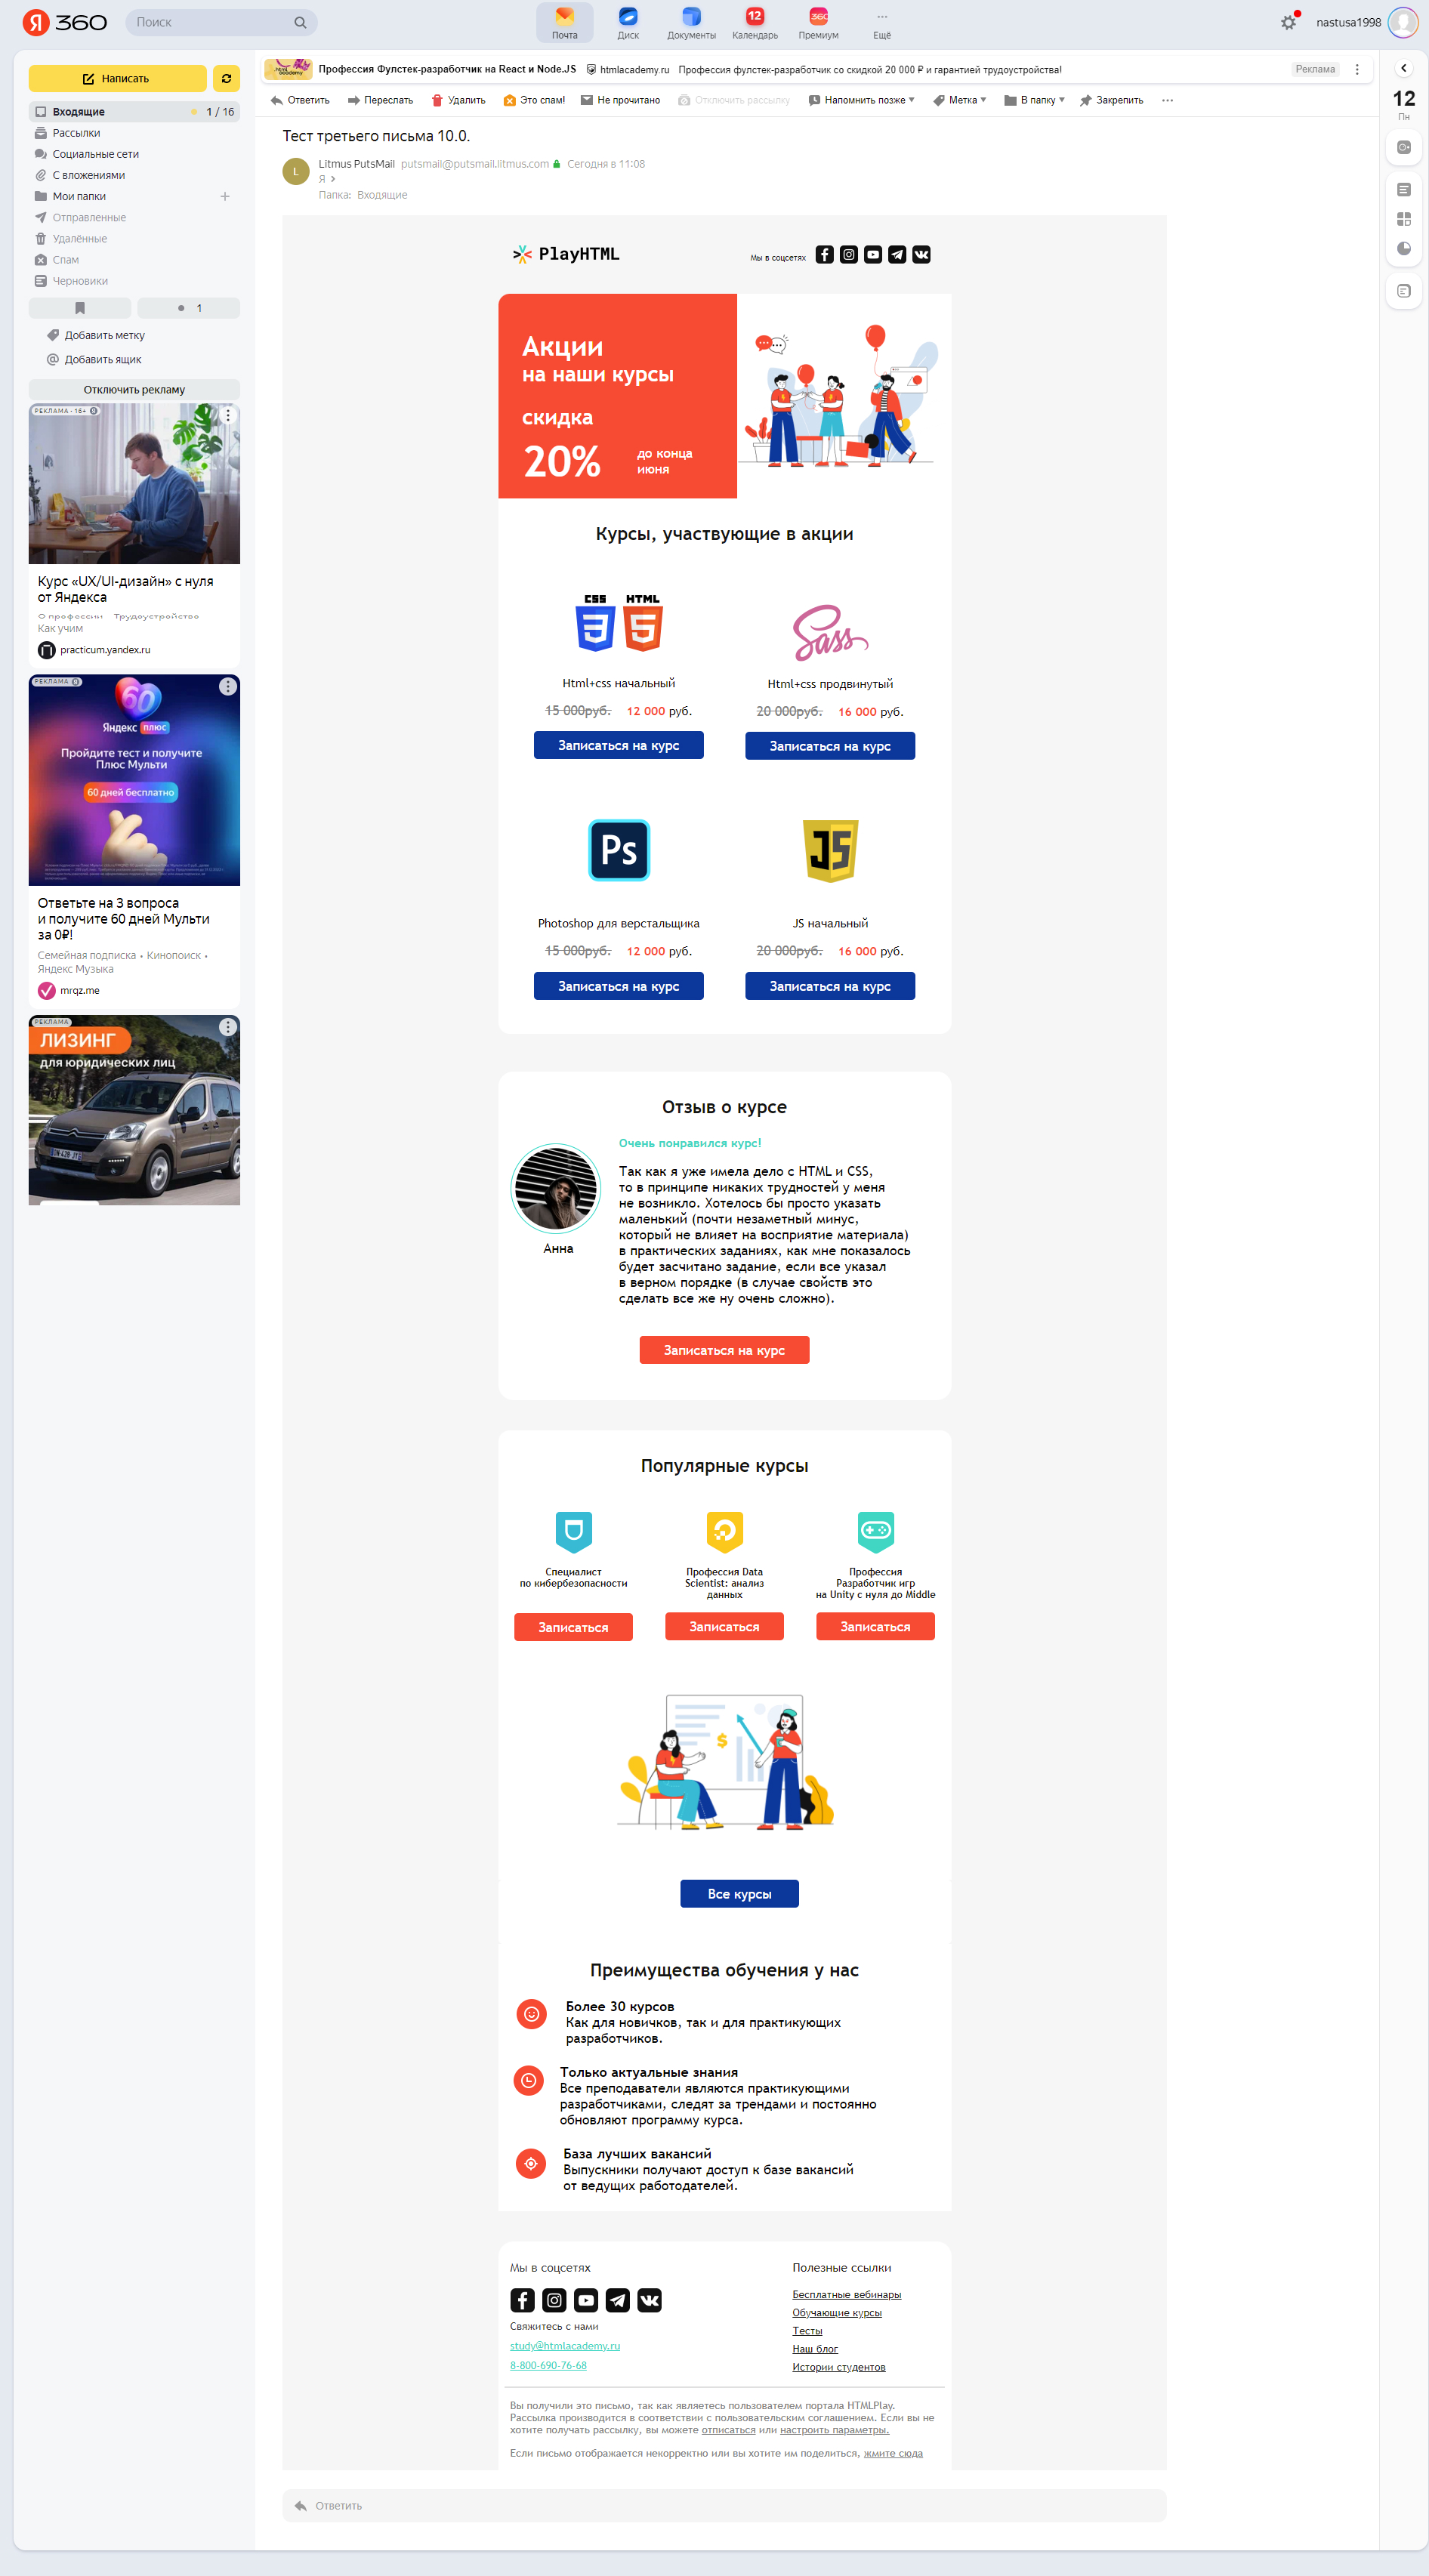 Я 360
Поиск
Почта
Диск
Документы
12
Календарь
360
Премиум
Ещё
nastusa1998
Написать
Входящие 1 / 16
Рассылки
Социальные сети
С вложениями
Мои папки
Отправленные
Удалённые
Спам
Черновики
1
Добавить метку
Добавить ящик
Отключить рекламу
РЕКЛАМА · 16+
Курс «UX/UI-дизайн» с нуля
от Яндекса
О профессии Трудоустройство
Как учим
practicum.yandex.ru
РЕКЛАМА
60
Яндекс плюс
Пройдите тест и получите
Плюс Мульти
60 дней бесплатно
Ответьте на 3 вопроса
и получите 60 дней Мульти
за 0₽!
Семейная подписка • Кинопоиск •
Яндекс Музыка
mrqz.me
РЕКЛАМА
ЛИЗИНГ
для юридических лиц
academy
Профессия Фулстек-разработчик на React и Node.JS htmlacademy.ru Профессия фулстек-разработчик со скидкой 20 000 ₽ и гарантией трудоустройства! Реклама
Ответить Переслать Удалить Это спам! Не прочитано Отключить рассылку Напомнить позже Метка В папку Закрепить
12
Пн
Тест третьего письма 10.0.
L
Litmus PutsMail putsmail@putsmail.litmus.com Сегодня в 11:08
Я
Папка: Входящие
PlayHTML
Мы в соцсетях
Акции
на наши курсы
скидка
20%
до конца
июня
Курсы, участвующие в акции
CSS HTML
3 5
Sass
Html+css начальный
15 000руб. 12 000 руб.
Записаться на курс
Html+css продвинутый
20 000руб. 16 000 руб.
Записаться на курс
Ps
JS
Photoshop для верстальщика
15 000руб. 12 000 руб.
Записаться на курс
JS начальный
20 000руб. 16 000 руб.
Записаться на курс
Отзыв о курсе
Анна
Очень понравился курс!
Так как я уже имела дело с HTML и CSS,
то в принципе никаких трудностей у меня
не возникло. Хотелось бы просто указать
маленький (почти незаметный минус,
который не влияет на восприятие материала)
в практических заданиях, как мне показалось
будет засчитано задание, если все указал
в верном порядке (в случае свойств это
сделать все же ну очень сложно).
Записаться на курс
Популярные курсы
Специалист
по кибербезопасности
Записаться
Профессия Data
Scientist: анализ
данных
Записаться
Профессия
Разработчик игр
на Unity с нуля до Middle
Записаться
$
Все курсы
Преимущества обучения у нас
Более 30 курсов
Как для новичков, так и для практикующих
разработчиков.
Только актуальные знания
Все преподаватели являются практикующими
разработчиками, следят за трендами и постоянно
обновляют программу курса.
База лучших вакансий
Выпускники получают доступ к базе вакансий
от ведущих работодателей.
Мы в соцсетях
Свяжитесь с нами
study@htmlacademy.ru
8-800-690-76-68
Полезные ссылки
Бесплатные вебинары
Обучающие курсы
Тесты
Наш блог
Истории студентов
Вы получили это письмо, так как являетесь пользователем портала HTMLPlay.
Рассылка производится в соответствии с пользовательским соглашением. Если вы не
хотите получать рассылку, вы можете отписаться или настроить параметры.
Если письмо отображается некорректно или вы хотите им поделиться, жмите сюда
Ответить